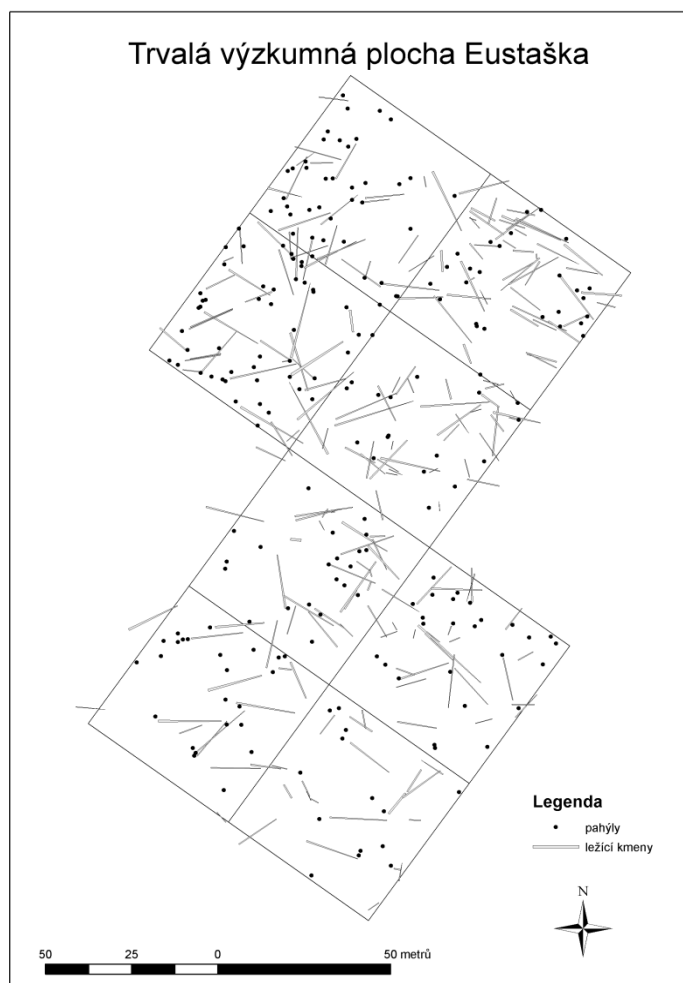 Trvalá výzkumná plocha Eustaška
Legenda
pahýly
ležící kmeny
N
50 25 0 50 metrů